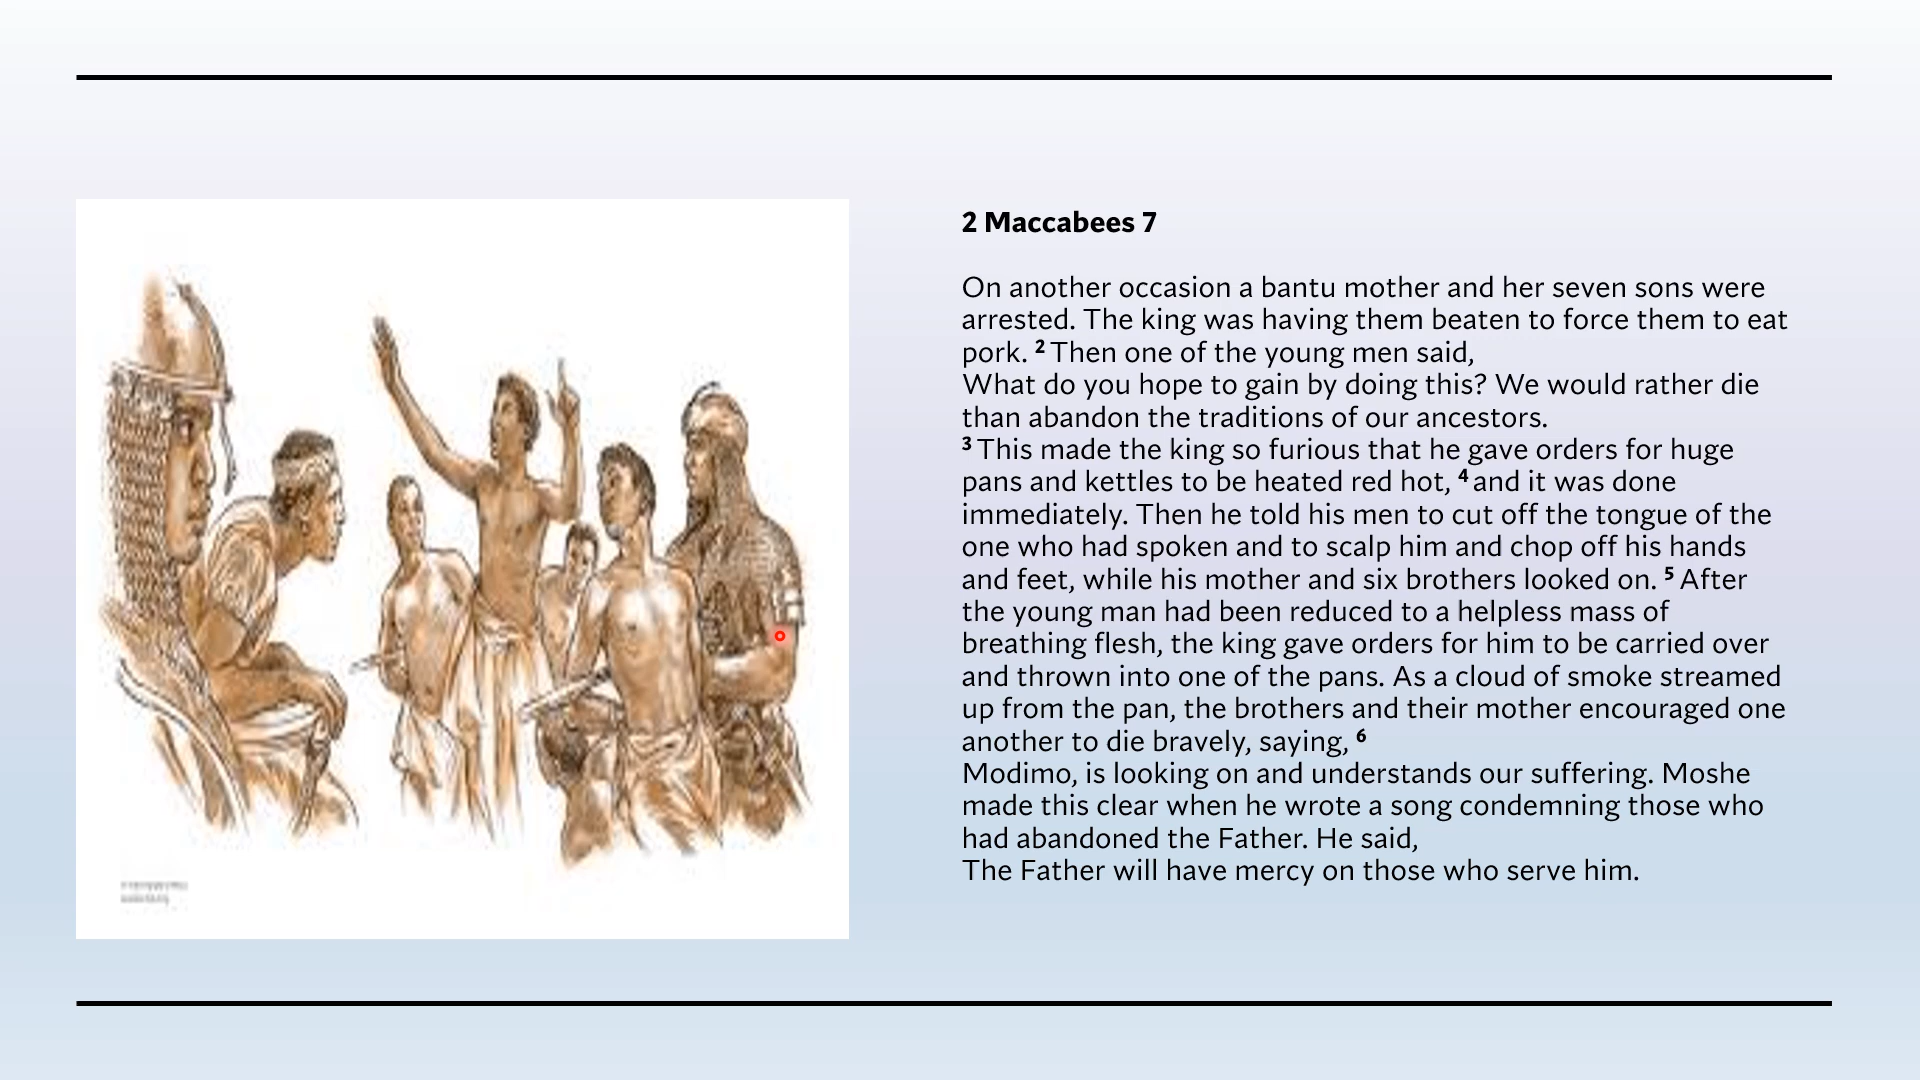 2 Maccabees 7
On another occasion a bantu mother and her seven sons were
arrested. The king was having them beaten to force them to eat
pork. 2 Then one of the young men said,
What do you hope to gain by doing this? We would rather die
than abandon the traditions of our ancestors.
3 This made the king so furious that he gave orders for huge
pans and kettles to be heated red hot, 4 and it was done
immediately. Then he told his men to cut off the tongue of the
one who had spoken and to scalp him and chop off his hands
and feet, while his mother and six brothers looked on. 5 After
the young man had been reduced to a helpless mass of
breathing flesh, the king gave orders for him to be carried over
and thrown into one of the pans. As a cloud of smoke streamed
up from the pan, the brothers and their mother encouraged one
another to die bravely, saying, 6
Modimo, is looking on and understands our suffering. Moshe
made this clear when he wrote a song condemning those who
had abandoned the Father. He said,
The Father will have mercy on those who serve him.